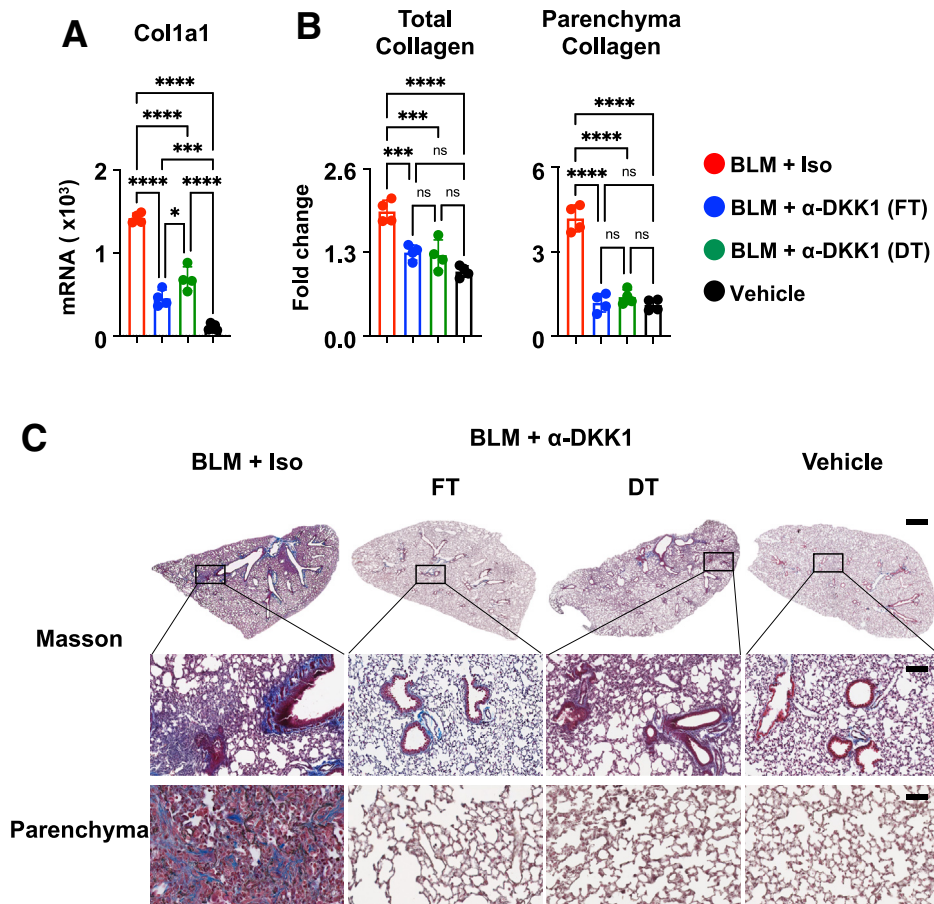 A
Col1a1
****
****
***
****
****
*
2
1
0
mRNA ( x10³)
B
Total
Collagen
****
***
***
ns
ns
ns
2.6
1.3
0.0
Fold change
Parenchyma
Collagen
****
****
****
ns
ns
ns
6
3
0
BLM + Iso
BLM + α-DKK1 (FT)
BLM + α-DKK1 (DT)
Vehicle
C
BLM + α-DKK1
BLM + Iso
FT
DT
Vehicle
Masson
Parenchyma